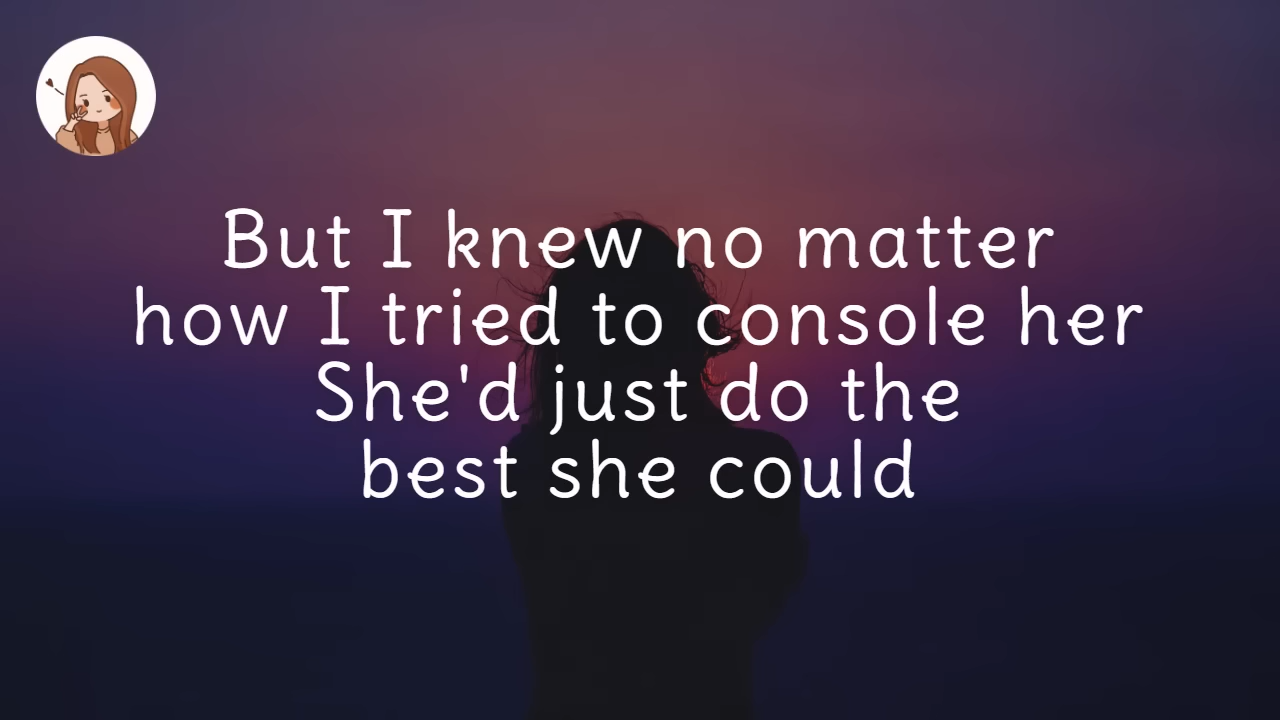 But I knew no matter
how I tried to console her
She'd just do the
best she could